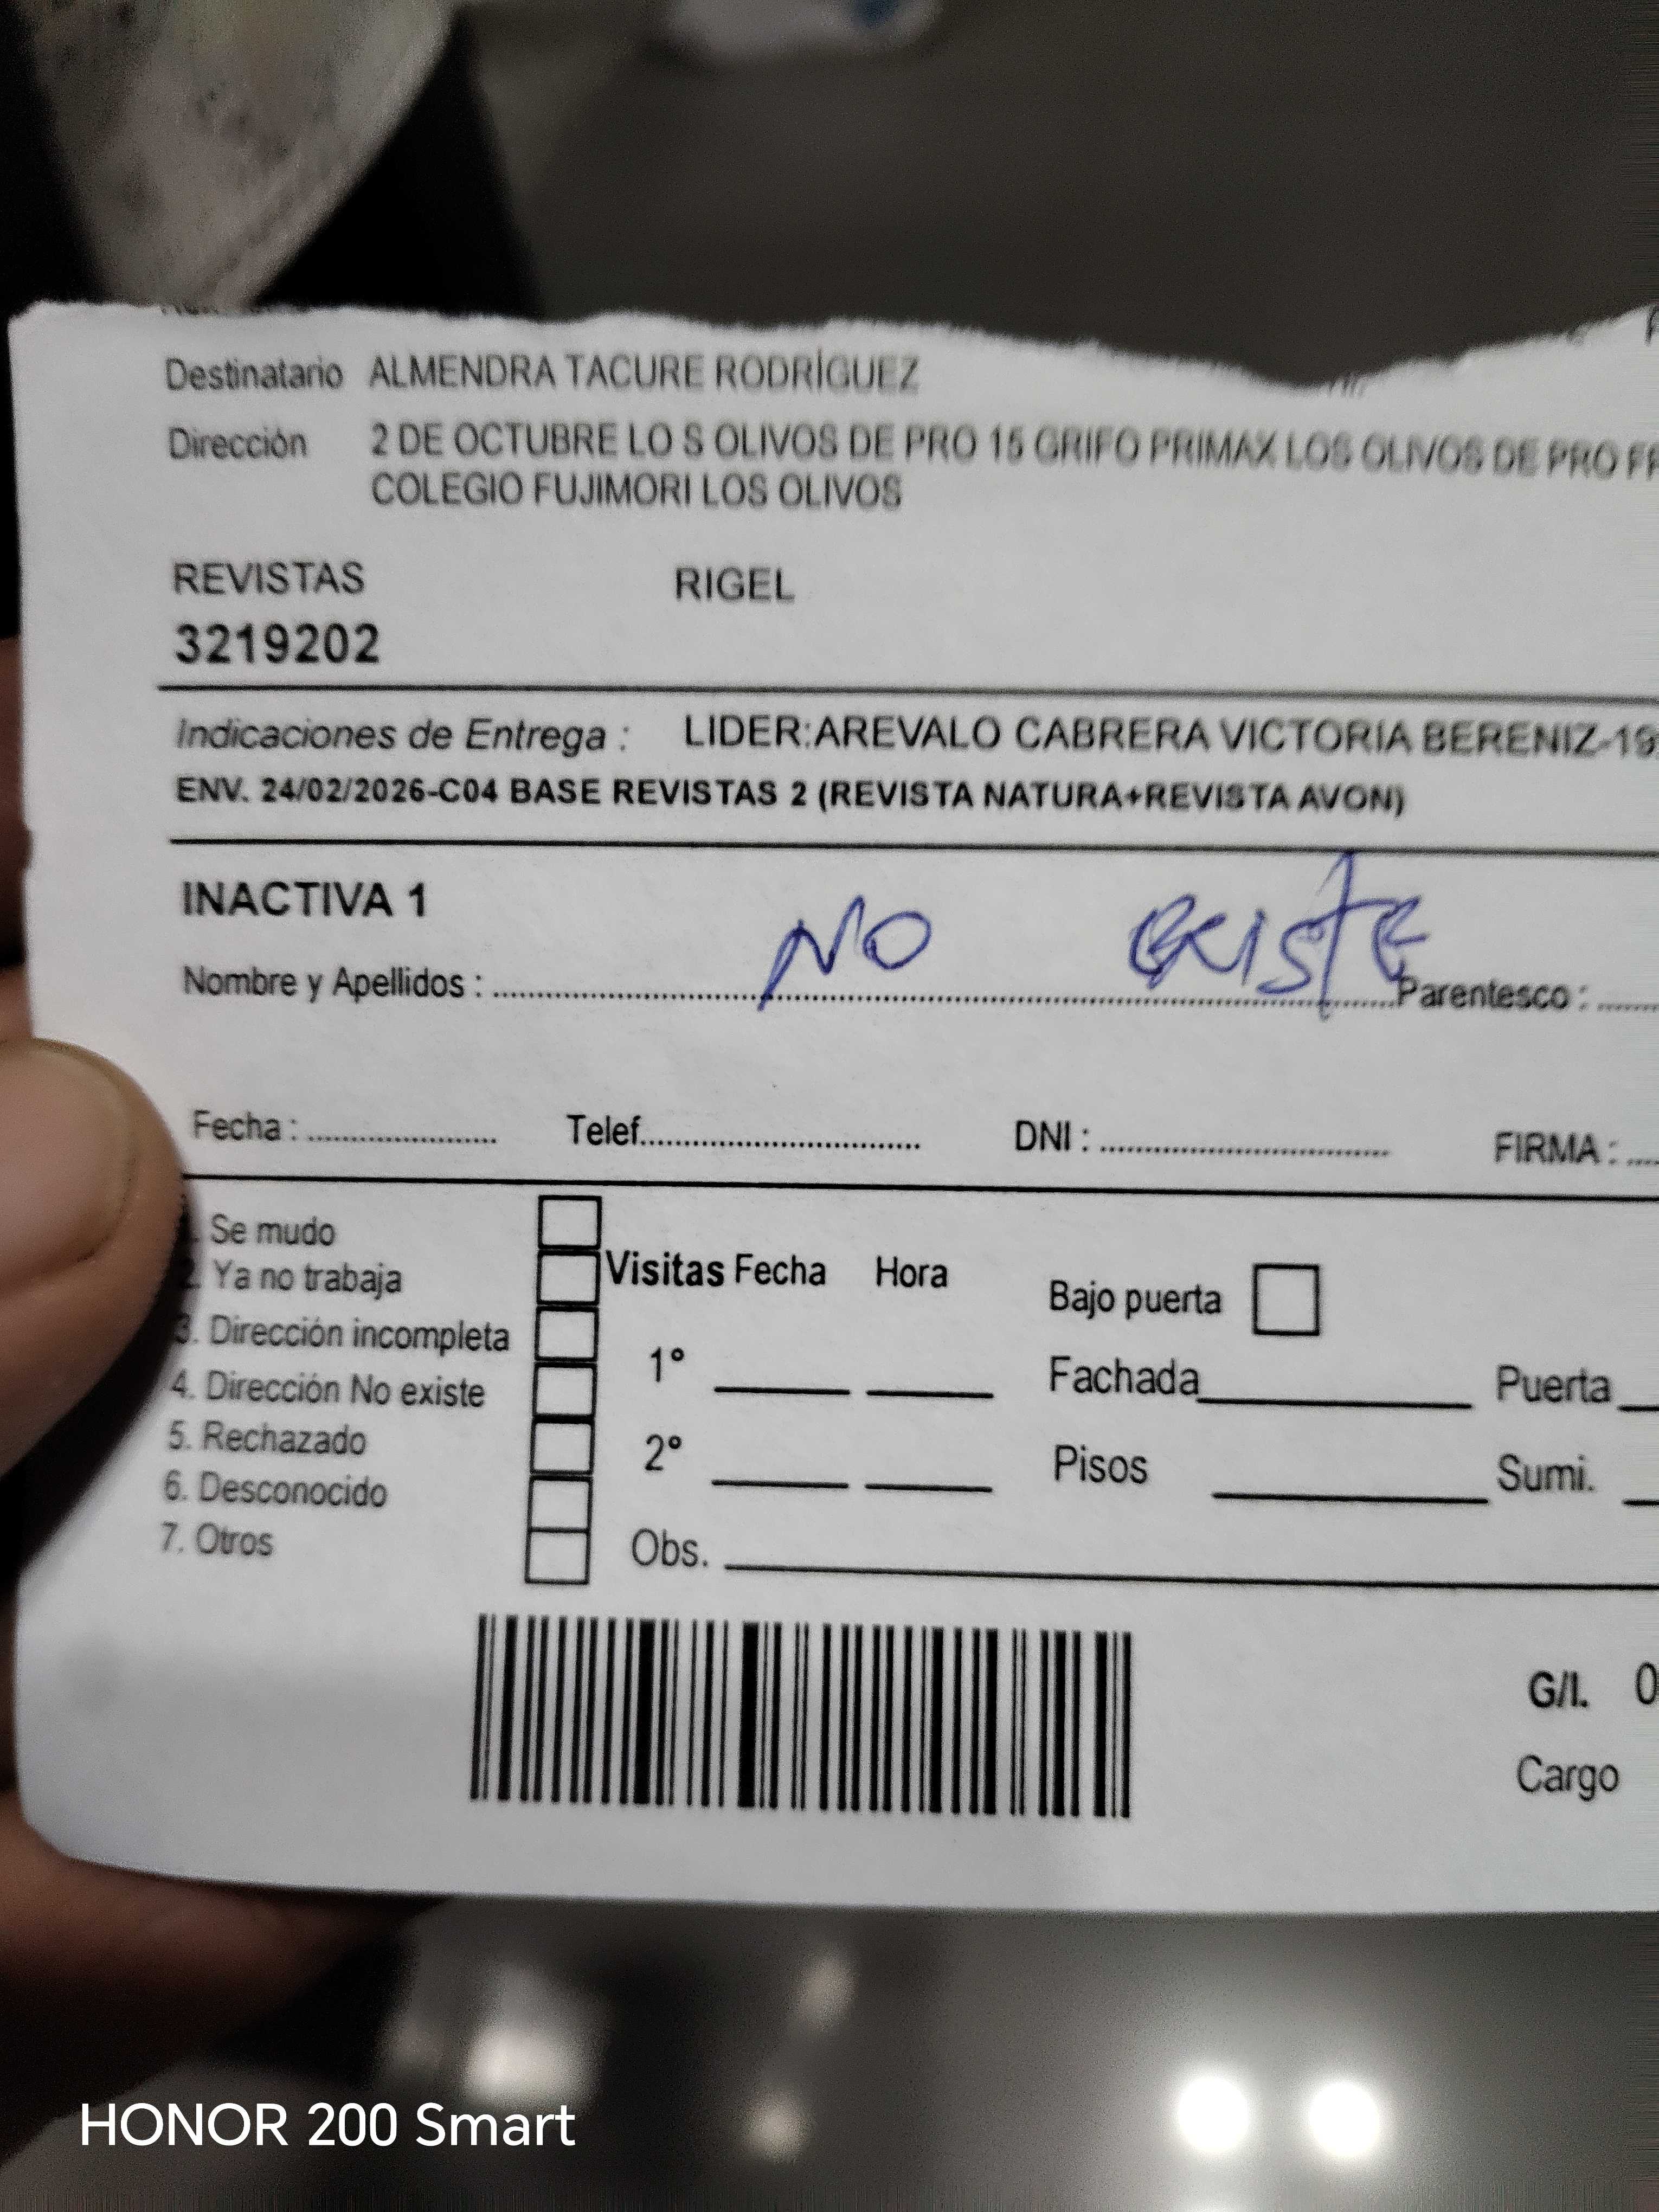 Destinatario ALMENDRA TACURE RODRÍGUEZ
Dirección 2 DE OCTUBRE LO S OLIVOS DE PRO 15 GRIFO PRIMAX LOS OLIVOS DE PRO
COLEGIO FUJIMORI LOS OLIVOS
REVISTAS RIGEL
3219202
Indicaciones de Entrega : LIDER:AREVALO CABRERA VICTORIA BERENIZ-19
ENV. 24/02/2026-C04 BASE REVISTAS 2 (REVISTA NATURA+REVISTA AVON)
INACTIVA 1
NO EXISTE
Nombre y Apellidos : Parentesco :
Fecha : Telef. DNI : FIRMA :
Se mudo
2. Ya no trabaja
Visitas Fecha Hora
Bajo puerta
3. Dirección incompleta
1° Fachada Puerta
4. Dirección No existe
5. Rechazado
2° Pisos Sumi.
6. Desconocido
7. Otros
Obs.
G/I. 0
Cargo
HONOR 200 Smart